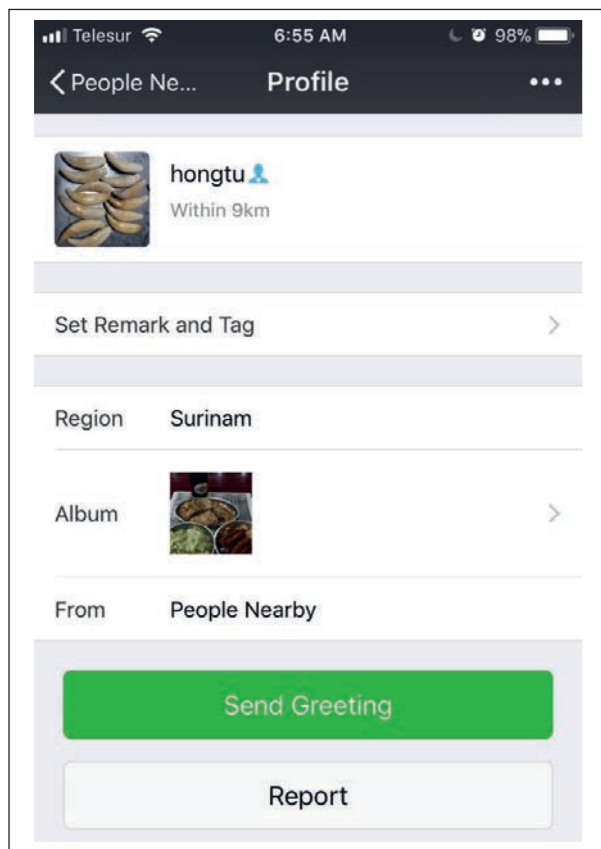 Telesur 6:55 AM 98%
People Ne... Profile
hongtu
Within 9km
Set Remark and Tag
Region Surinam
Album
From People Nearby
Send Greeting
Report